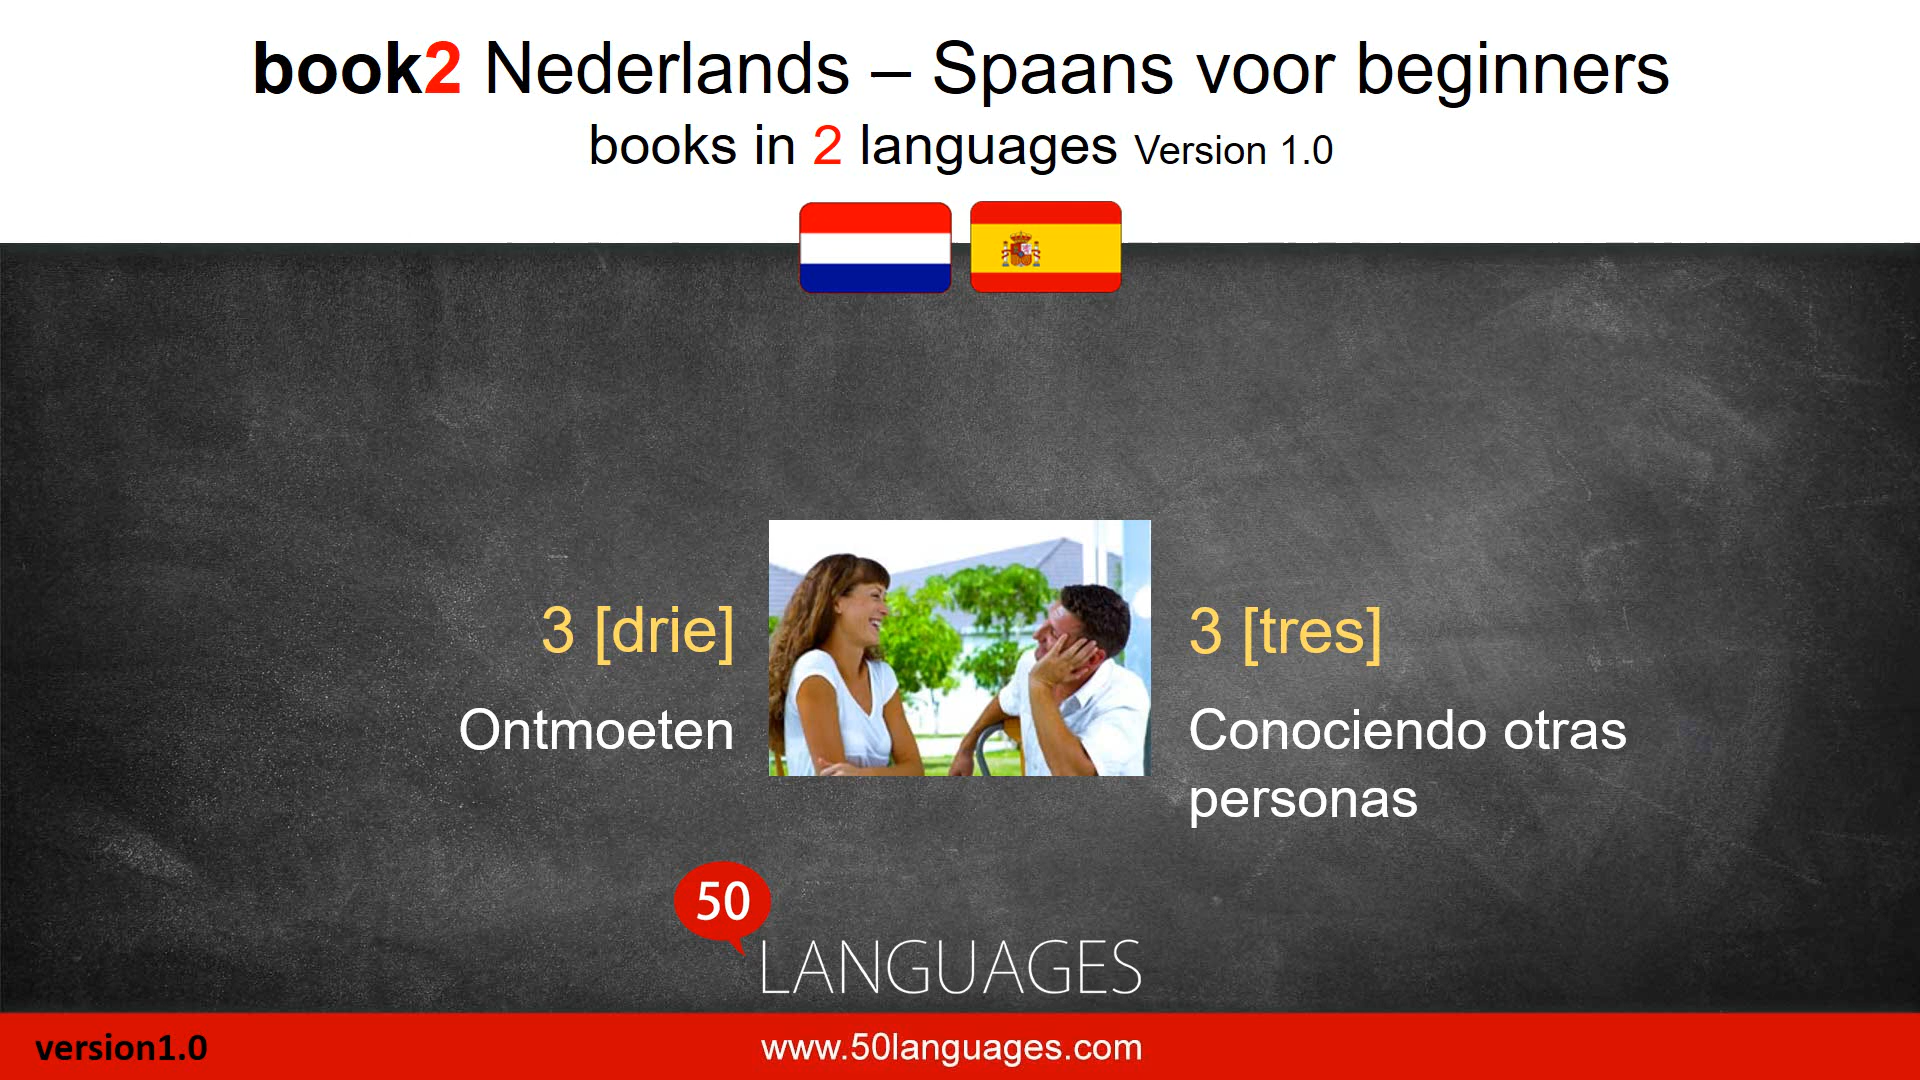 book2 Nederlands – Spaans voor beginners
books in 2 languages Version 1.0
3 [drie]
Ontmoeten
3 [tres]
Conociendo otras
personas
50
LANGUAGES
version1.0
www.50languages.com